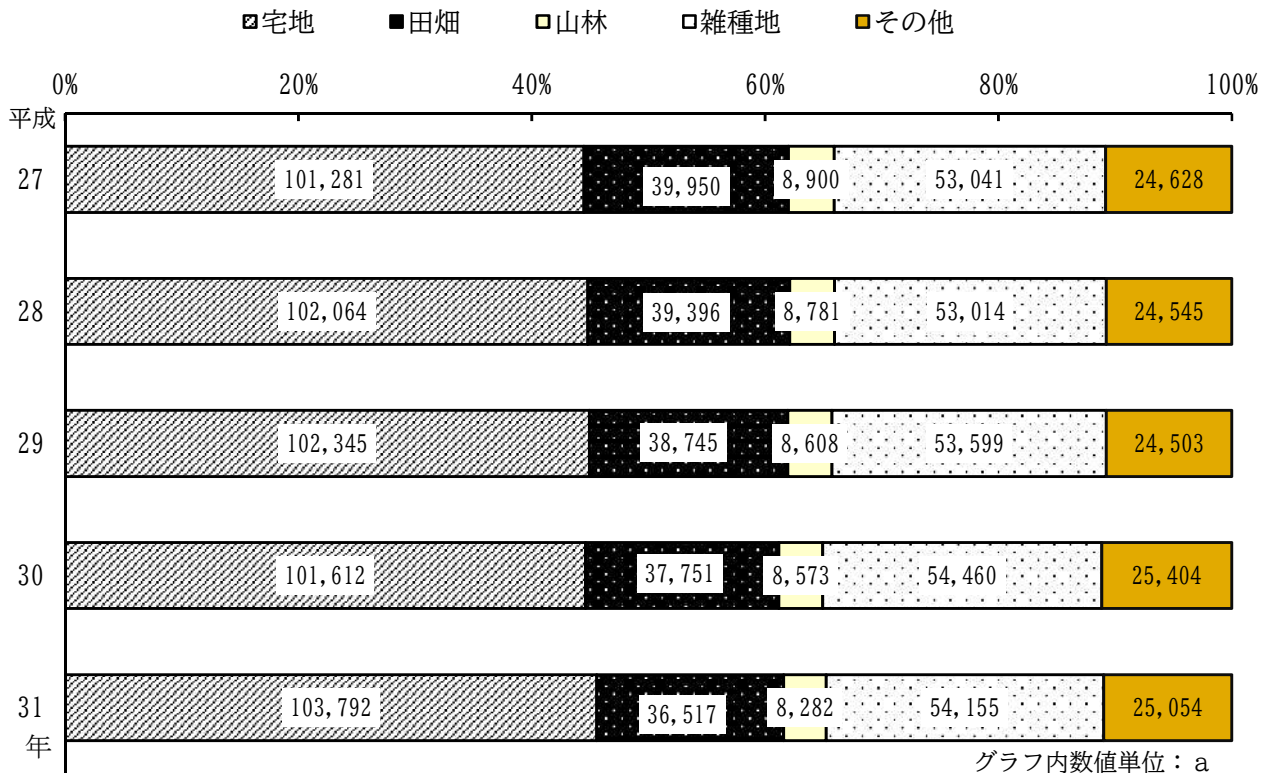 宅地 田畑 山林 雑種地 その他
0% 20% 40% 60% 80% 100%
平成
27 101,281 39,950 8,900 53,041 24,628
28 102,064 39,396 8,781 53,014 24,545
29 102,345 38,745 8,608 53,599 24,503
30 101,612 37,751 8,573 54,460 25,404
31 103,792 36,517 8,282 54,155 25,054
年
グラフ内数値単位：a